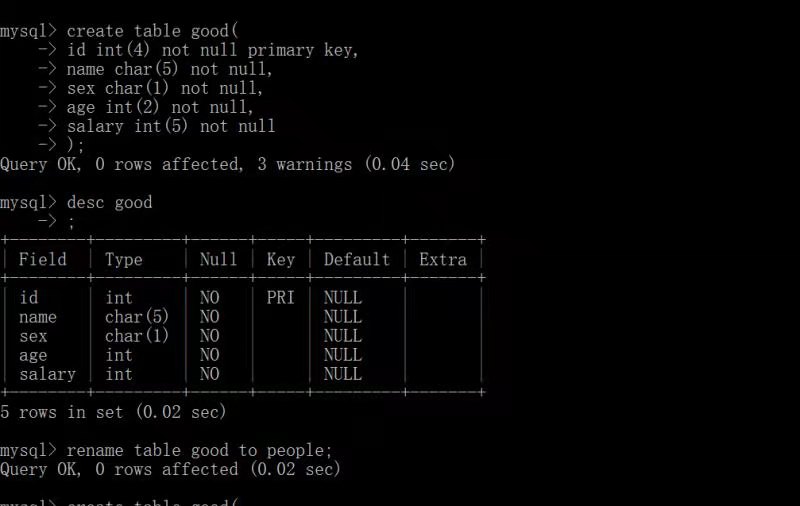 mysql> create table good(
-> id int(4) not null primary key,
-> name char(5) not null,
-> sex char(1) not null,
-> age int(2) not null,
-> salary int(5) not null
-> );
Query OK, 0 rows affected, 3 warnings (0.04 sec)
mysql> desc good
-> ;
+--------+---------+------+-----+---------+-------+
| Field | Type | Null | Key | Default | Extra |
+--------+---------+------+-----+---------+-------+
| id | int | NO | PRI | NULL | |
| name | char(5) | NO | | NULL | |
| sex | char(1) | NO | | NULL | |
| age | int | NO | | NULL | |
| salary | int | NO | | NULL | |
+--------+---------+------+-----+---------+-------+
5 rows in set (0.02 sec)
mysql> rename table good to people;
Query OK, 0 rows affected (0.02 sec)
mysql> create table good(